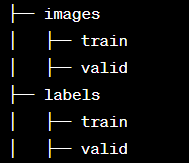 ├── images
│   ├── train
│   ├── valid
├── labels
│   ├── train
│   ├── valid